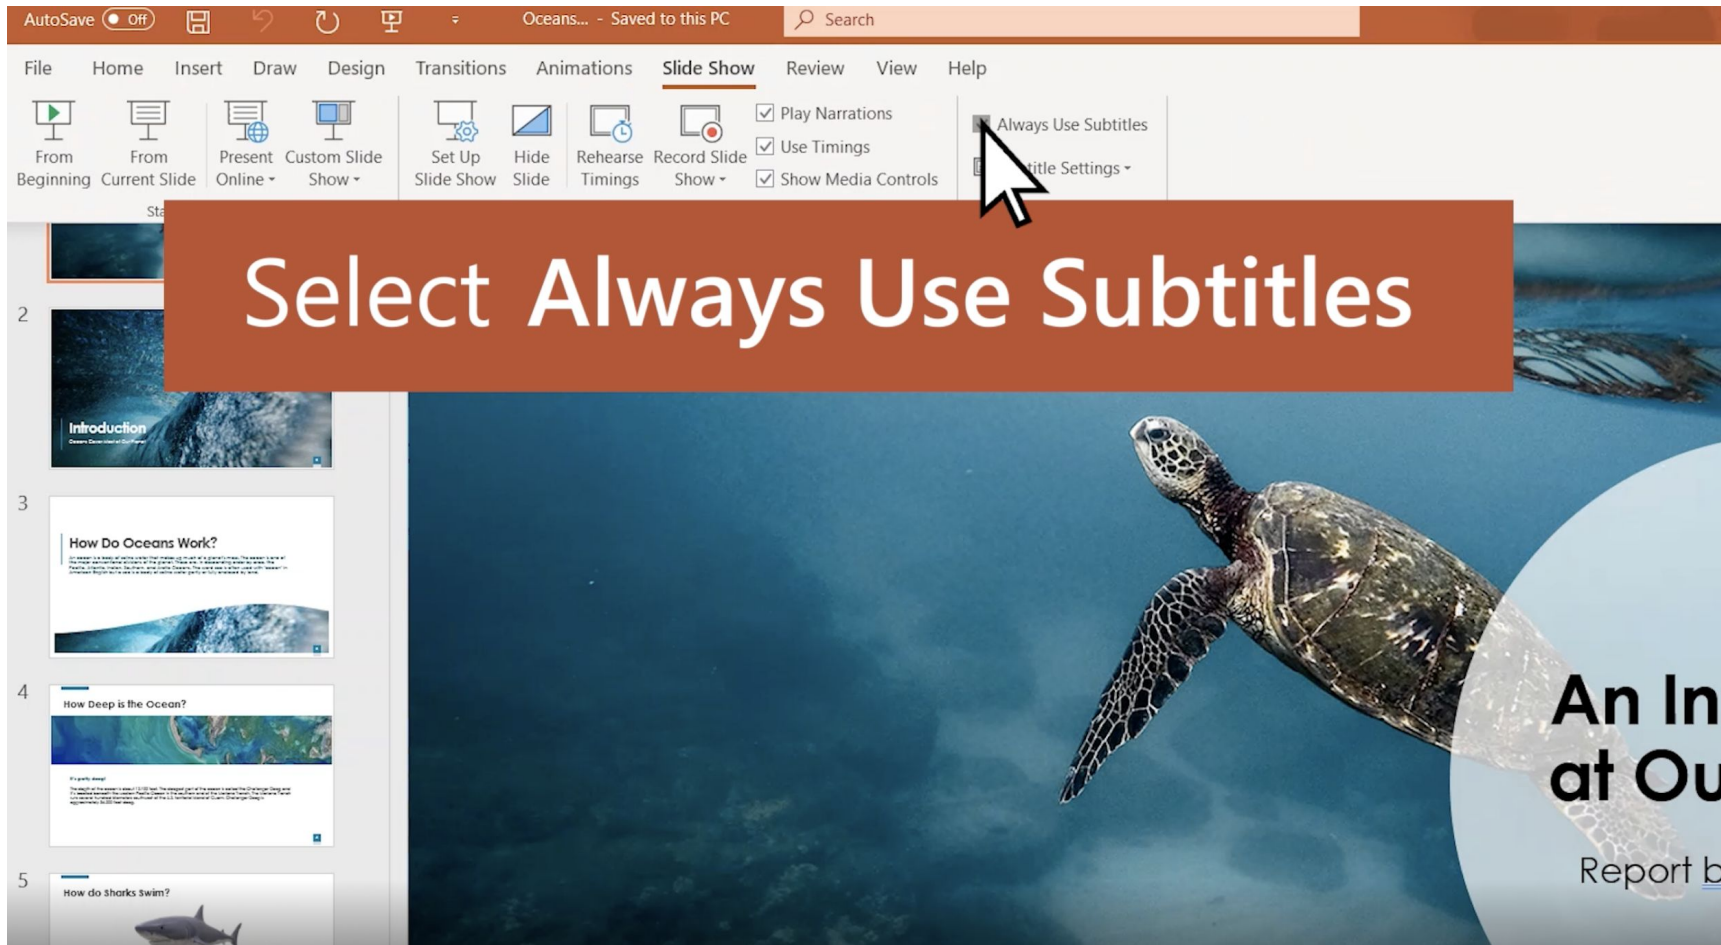 AutoSave Off Oceans... - Saved to this PC Search
File Home Insert Draw Design Transitions Animations Slide Show Review View Help
From Beginning
From Current Slide
Present Online
Custom Slide Show
Set Up Slide Show
Hide Slide
Rehearse Timings
Record Slide Show
Play Narrations
Use Timings
Show Media Controls
Always Use Subtitles
Settings
Select Always Use Subtitles
2
Introduction
3
How Do Oceans Work?
4
How Deep is the Ocean?
It's pretty deep!
5
How do Sharks Swim?
An In
at Ou
Report b